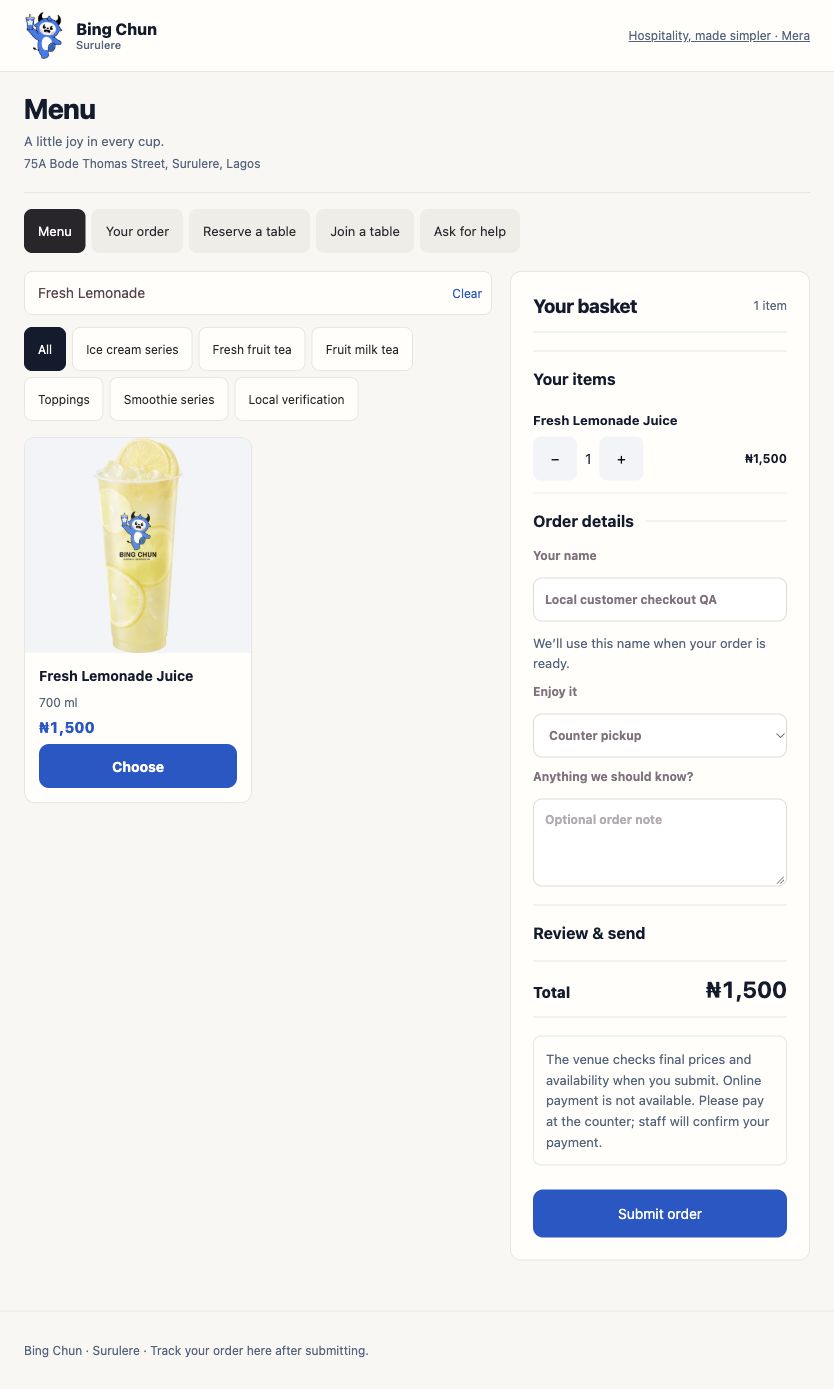 Bing Chun
Surulere
Hospitality, made simpler · Mera
Menu
A little joy in every cup.
75A Bode Thomas Street, Surulere, Lagos
Menu
Your order
Reserve a table
Join a table
Ask for help
Fresh Lemonade
Clear
All
Ice cream series
Fresh fruit tea
Fruit milk tea
Toppings
Smoothie series
Local verification
BING CHUN
Fresh Lemonade Juice
700 ml
₦1,500
Choose
Your basket
1 item
Your items
Fresh Lemonade Juice
− 1 +
₦1,500
Order details
Your name
Local customer checkout QA
We’ll use this name when your order is
ready.
Enjoy it
Counter pickup
Anything we should know?
Optional order note
Review & send
Total
₦1,500
The venue checks final prices and
availability when you submit. Online
payment is not available. Please pay
at the counter; staff will confirm your
payment.
Submit order
Bing Chun · Surulere · Track your order here after submitting.